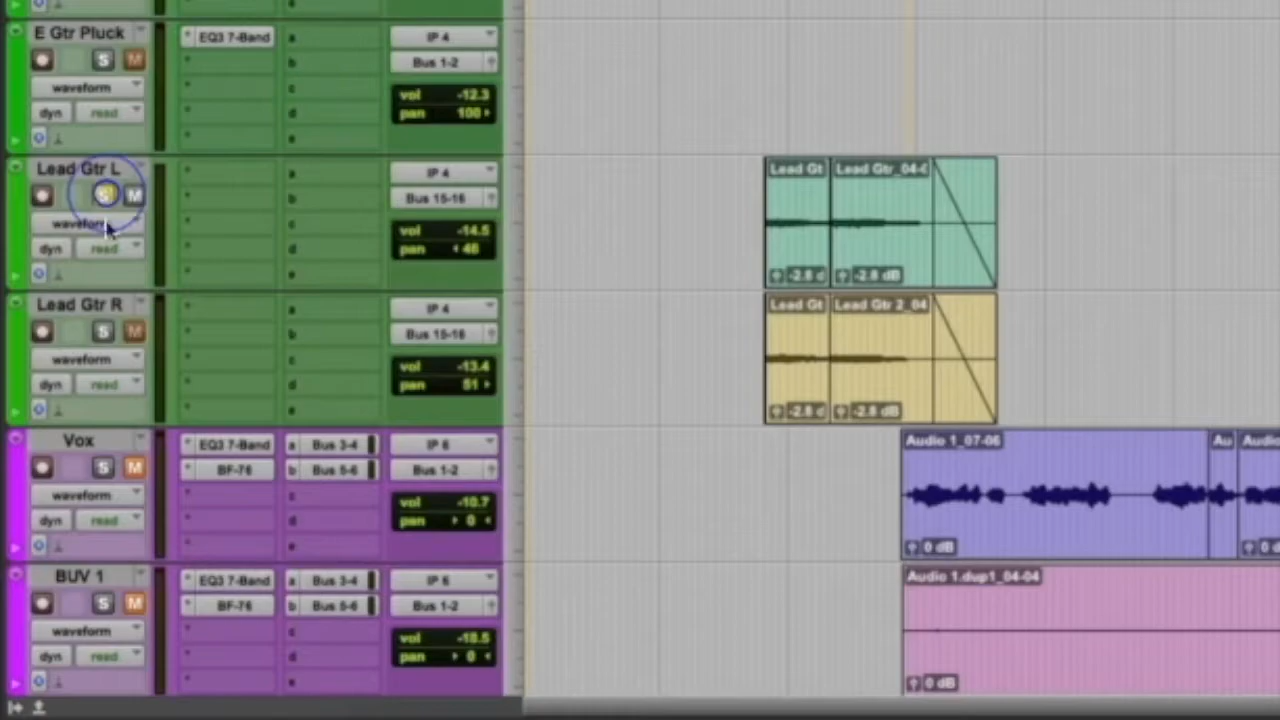 e
E Gtr Pluck
S M
waveform
dyn read
EQ3 7-Band
a
b
c
d
e
IP 4
Bus 1-2
vol -12.3
pan 100
Lead Gtr L
S M
waveform
dyn read
a
b
c
d
e
IP 4
Bus 15-16
vol -14.5
pan 46
Lead Gt
Lead Gtr_04-0
-2.8 d
-2.8 dB
Lead Gtr R
S M
waveform
dyn read
a
b
c
d
e
IP 4
Bus 15-16
vol -13.4
pan 51
Lead Gt
Lead Gtr 2_04
-2.8 d
-2.8 dB
Vox
S M
waveform
dyn read
EQ3 7-Band
BF-76
a Bus 3-4
b Bus 5-6
c
d
e
IP 6
Bus 1-2
vol -10.7
pan 0
Audio 1_07-06
Au
Audio
0 dB
0 d
BUV 1
S M
waveform
dyn read
EQ3 7-Band
BF-76
a Bus 3-4
b Bus 5-6
c
d
e
IP 6
Bus 1-2
vol -18.5
pan 0
Audio 1.dup1_04-04
0 dB